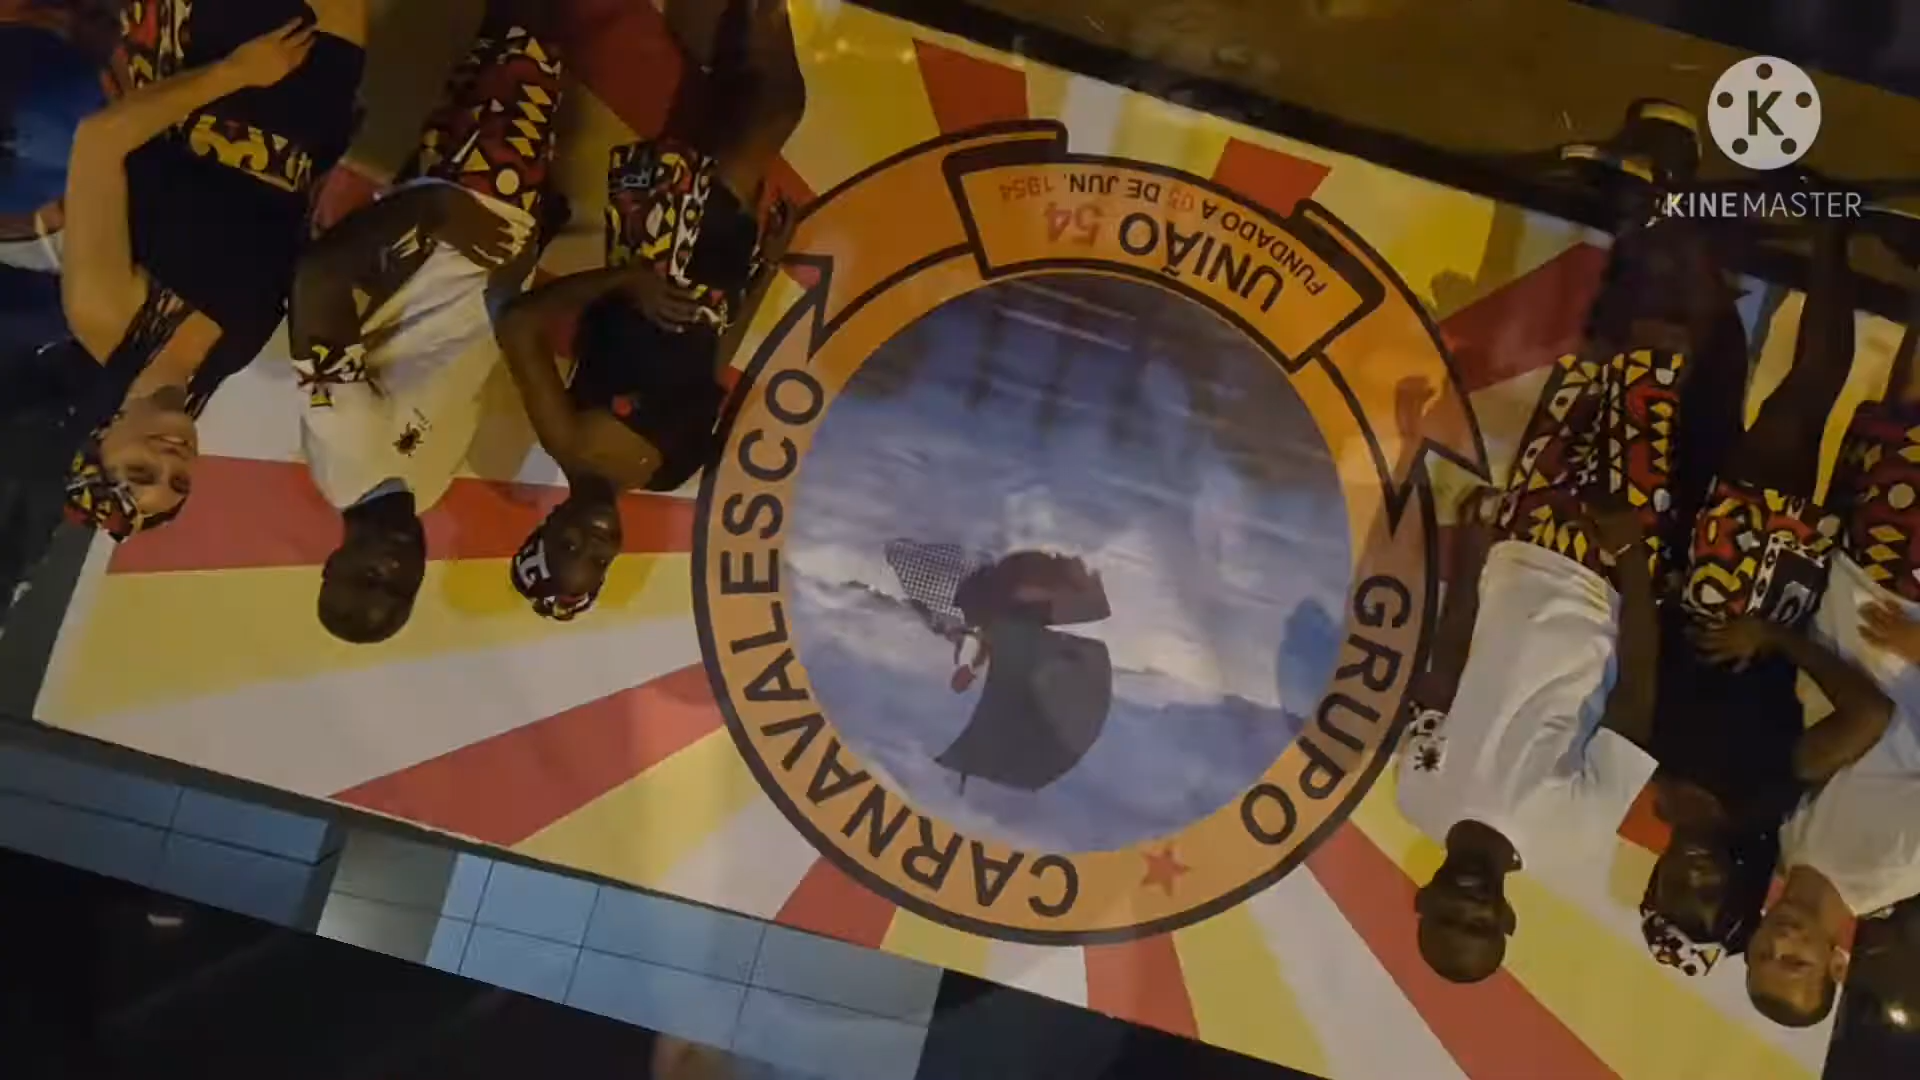 KINEMASTER
GRUPO
CARNAVALESCO
UNIÃO 54
FUNDADO A 05 DE JUN. 1954